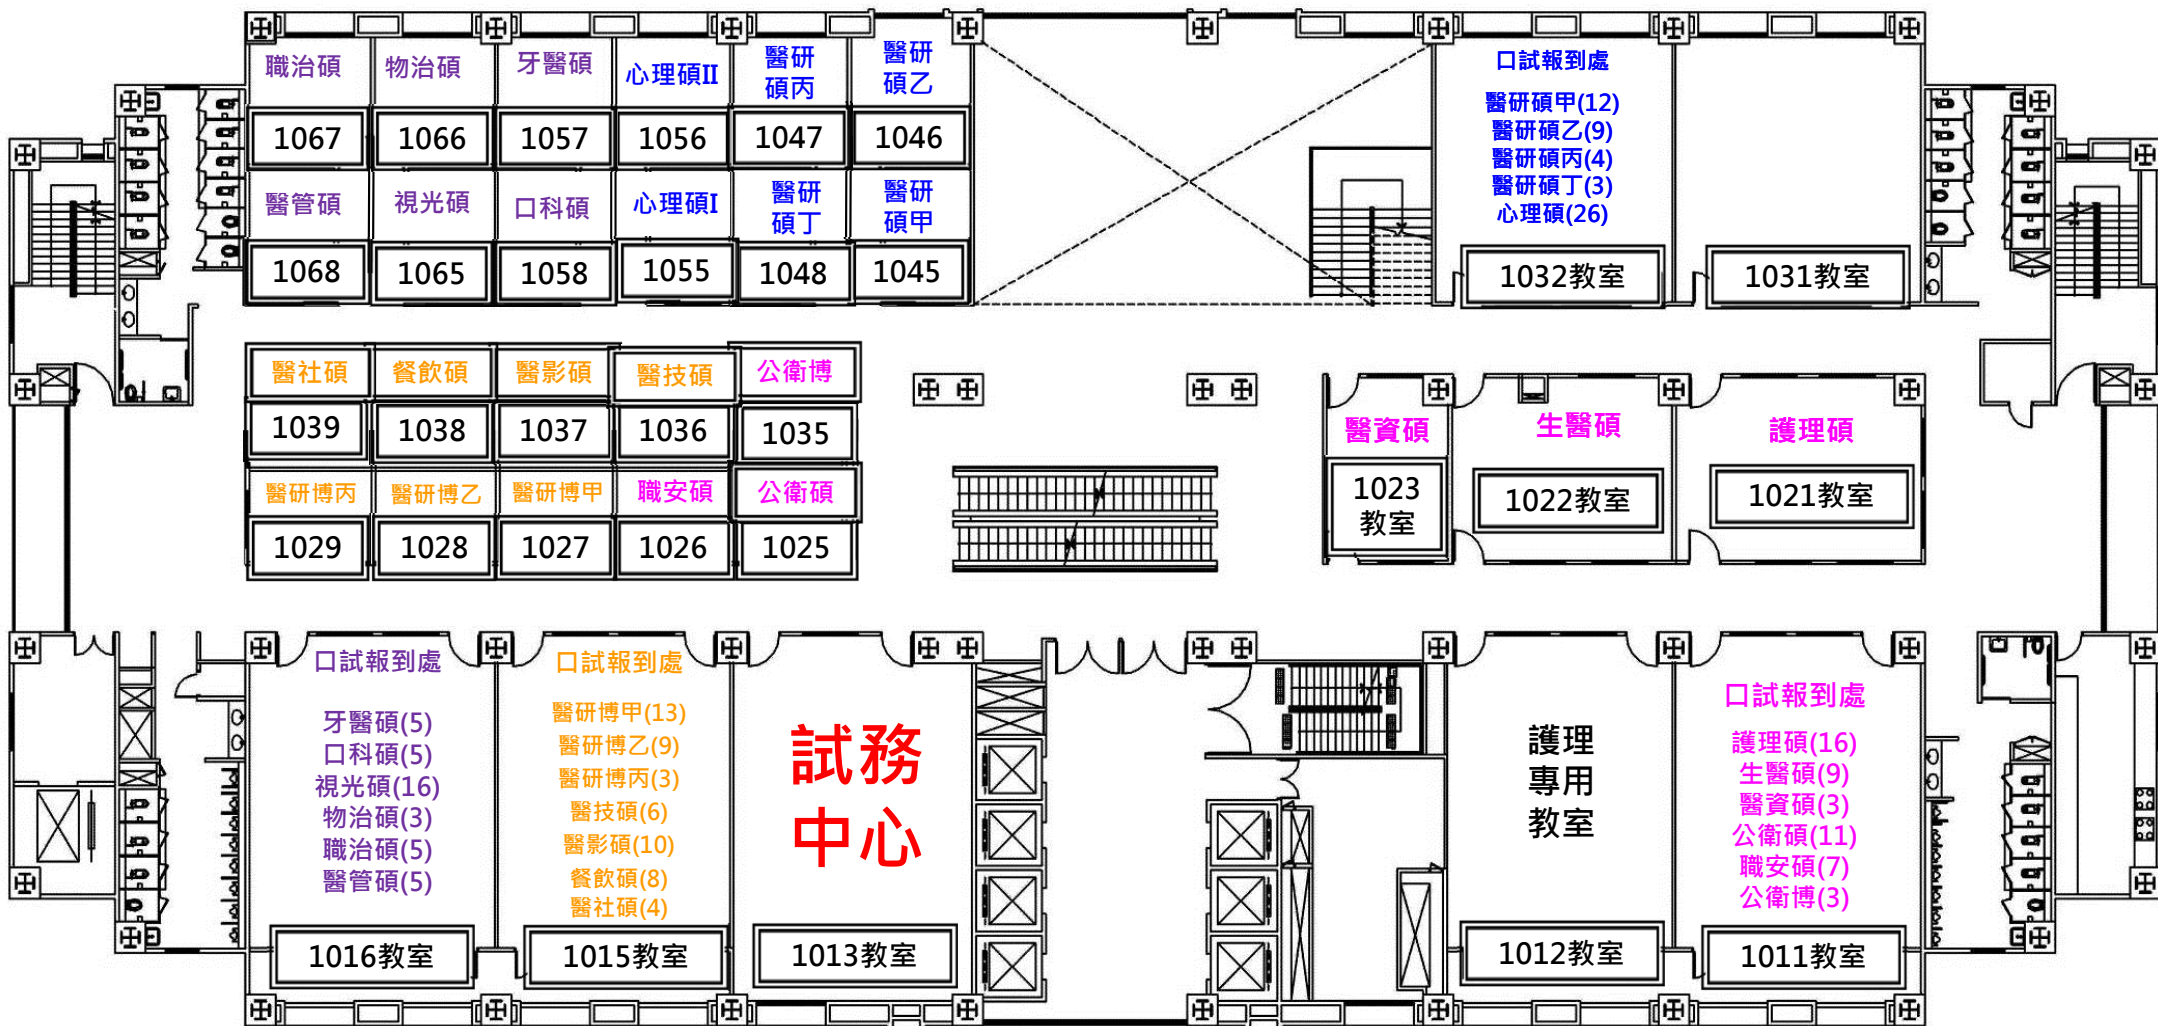 職治碩
物治碩
牙醫碩
心理碩II
醫研
碩丙
醫研
碩乙
1067
1066
1057
1056
1047
1046
醫管碩
視光碩
口科碩
心理碩I
醫研
碩丁
醫研
碩甲
1068
1065
1058
1055
1048
1045
口試報到處
醫研碩甲(12)
醫研碩乙(9)
醫研碩丙(4)
醫研碩丁(3)
心理碩(26)
1032教室
1031教室
醫社碩
餐飲碩
醫影碩
醫技碩
公衛博
1039
1038
1037
1036
1035
醫研博丙
醫研博乙
醫研博甲
職安碩
公衛碩
1029
1028
1027
1026
1025
醫資碩
1023
教室
生醫碩
1022教室
護理碩
1021教室
口試報到處
牙醫碩(5)
口科碩(5)
視光碩(16)
物治碩(3)
職治碩(5)
醫管碩(5)
1016教室
口試報到處
醫研博甲(13)
醫研博乙(9)
醫研博丙(3)
醫技碩(6)
醫影碩(10)
餐飲碩(8)
醫社碩(4)
1015教室
試務
中心
1013教室
護理
專用
教室
1012教室
口試報到處
護理碩(16)
生醫碩(9)
醫資碩(3)
公衛碩(11)
職安碩(7)
公衛博(3)
1011教室